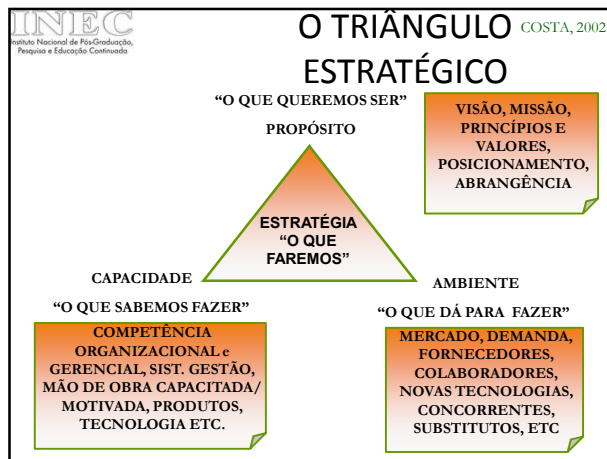 INEC
Instituto Nacional de Pós-Graduação,
Pesquisa e Educação Continuada
O TRIÂNGULO
ESTRATÉGICO
COSTA, 2002
“O QUE QUEREMOS SER”
PROPÓSITO
VISÃO, MISSÃO,
PRINCÍPIOS E
VALORES,
POSICIONAMENTO,
ABRANGÊNCIA
ESTRATÉGIA
“O QUE
FAREMOS”
CAPACIDADE
“O QUE SABEMOS FAZER”
COMPETÊNCIA
ORGANIZACIONAL e
GERENCIAL, SIST. GESTÃO,
MÃO DE OBRA CAPACITADA/
MOTIVADA, PRODUTOS,
TECNOLOGIA ETC.
AMBIENTE
“O QUE DÁ PARA FAZER”
MERCADO, DEMANDA,
FORNECEDORES,
COLABORADORES,
NOVAS TECNOLOGIAS,
CONCORRENTES,
SUBSTITUTOS, ETC